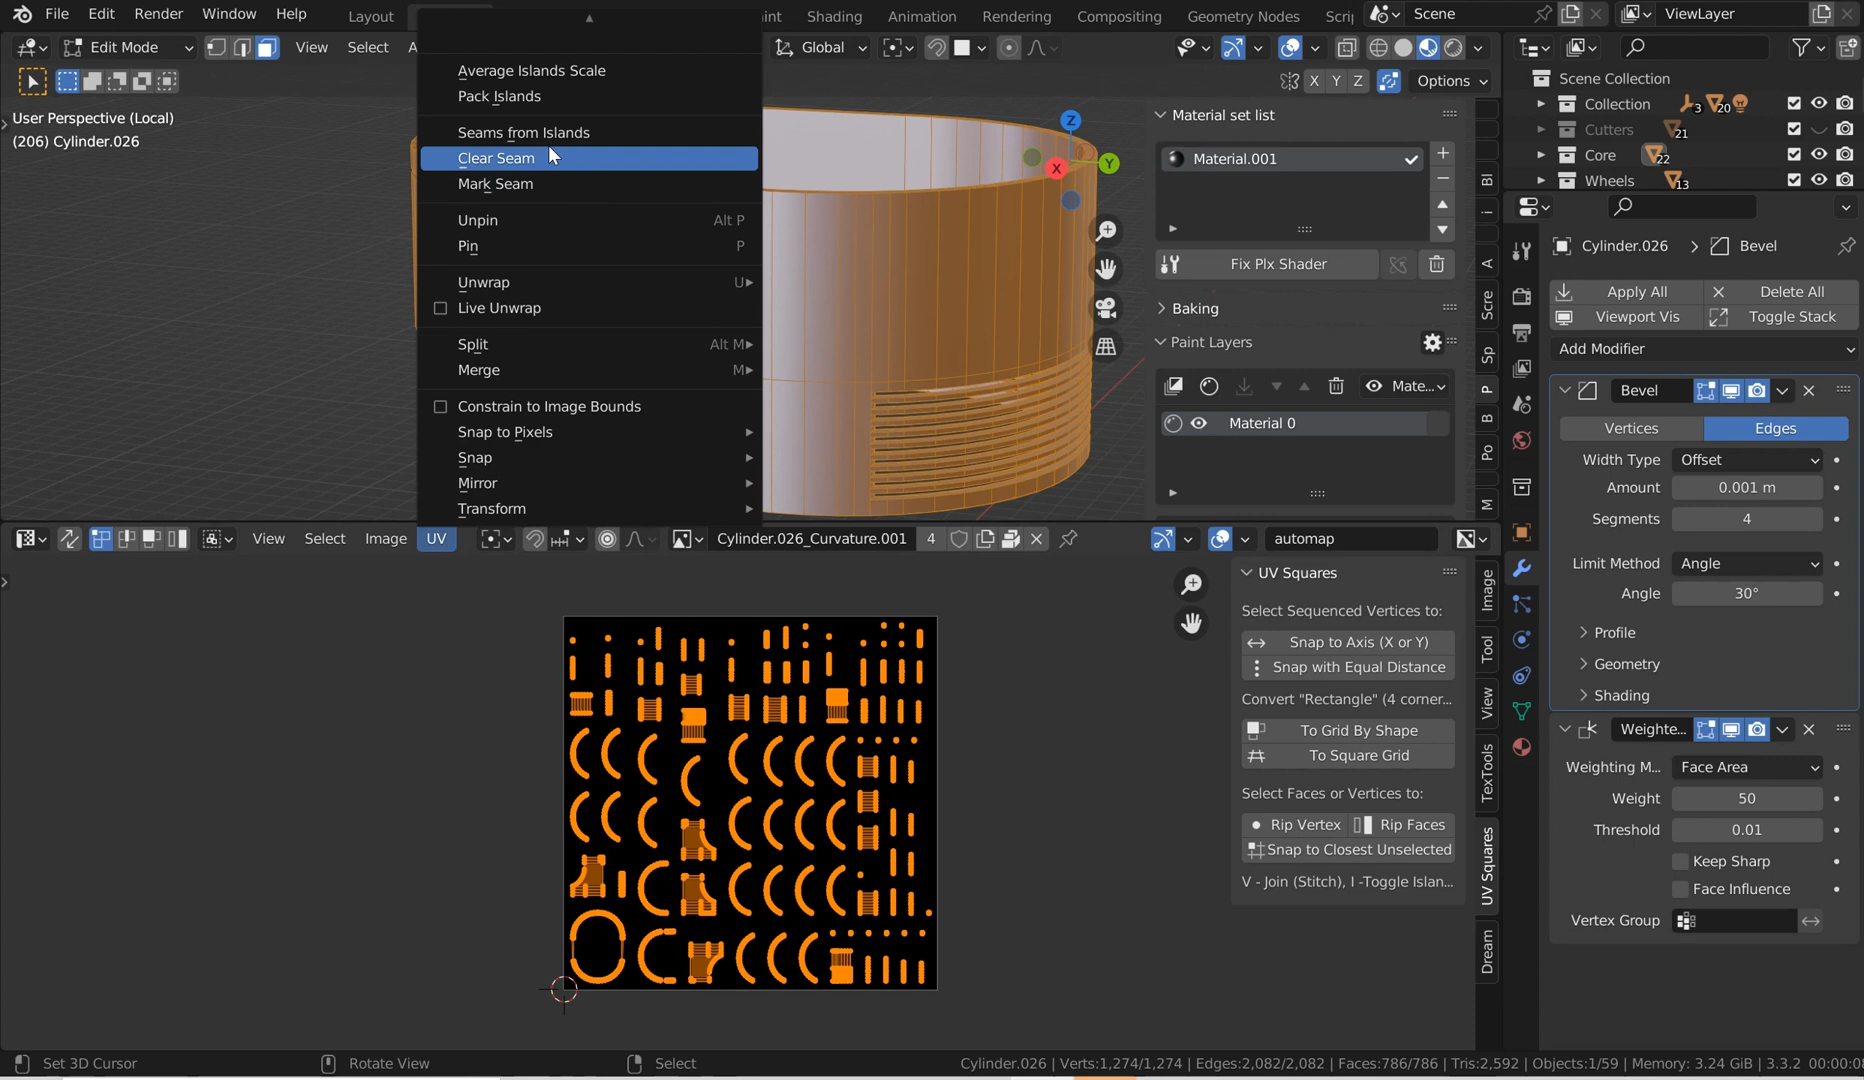 File Edit Render Window Help Layout Shading Animation Rendering Compositing Geometry Nodes Scene ViewLayer
Edit Mode View Select Global
X Y Z Options
User Perspective (Local)
(206) Cylinder.026
Average Islands Scale
Pack Islands
Seams from Islands
Clear Seam
Mark Seam
Unpin Alt P
Pin P
Unwrap U
Live Unwrap
Split Alt M
Merge M
Constrain to Image Bounds
Snap to Pixels
Snap
Mirror
Transform
Z
X
Y
Material set list
Material.001
Fix Plx Shader
Baking
Paint Layers
Mate...
Material 0
Bl
i
A
Scre
Sp
P
B
Po
M
Scene Collection
Collection 3 20
Cutters 21
Core 22
Wheels 13
Cylinder.026 > Bevel
Apply All Delete All
Viewport Vis Toggle Stack
Add Modifier
Bevel
Vertices Edges
Width Type Offset
Amount 0.001 m
Segments 4
Limit Method Angle
Angle 30°
Profile
Geometry
Shading
Weighte...
Weighting M... Face Area
Weight 50
Threshold 0.01
Keep Sharp
Face Influence
Vertex Group
View Select Image UV Cylinder.026_Curvature.001 4 automap
UV Squares
Select Sequenced Vertices to:
Snap to Axis (X or Y)
Snap with Equal Distance
Convert "Rectangle" (4 corner...
To Grid By Shape
To Square Grid
Select Faces or Vertices to:
Rip Vertex Rip Faces
Snap to Closest Unselected
V - Join (Stitch), I -Toggle Islan...
Image
Tool
View
TexTools
UV Squares
Dream
Set 3D Cursor Rotate View Select Cylinder.026 | Verts:1,274/1,274 | Edges:2,082/2,082 | Faces:786/786 | Tris:2,592 | Objects:1/59 | Memory: 3.24 GiB | 3.3.2